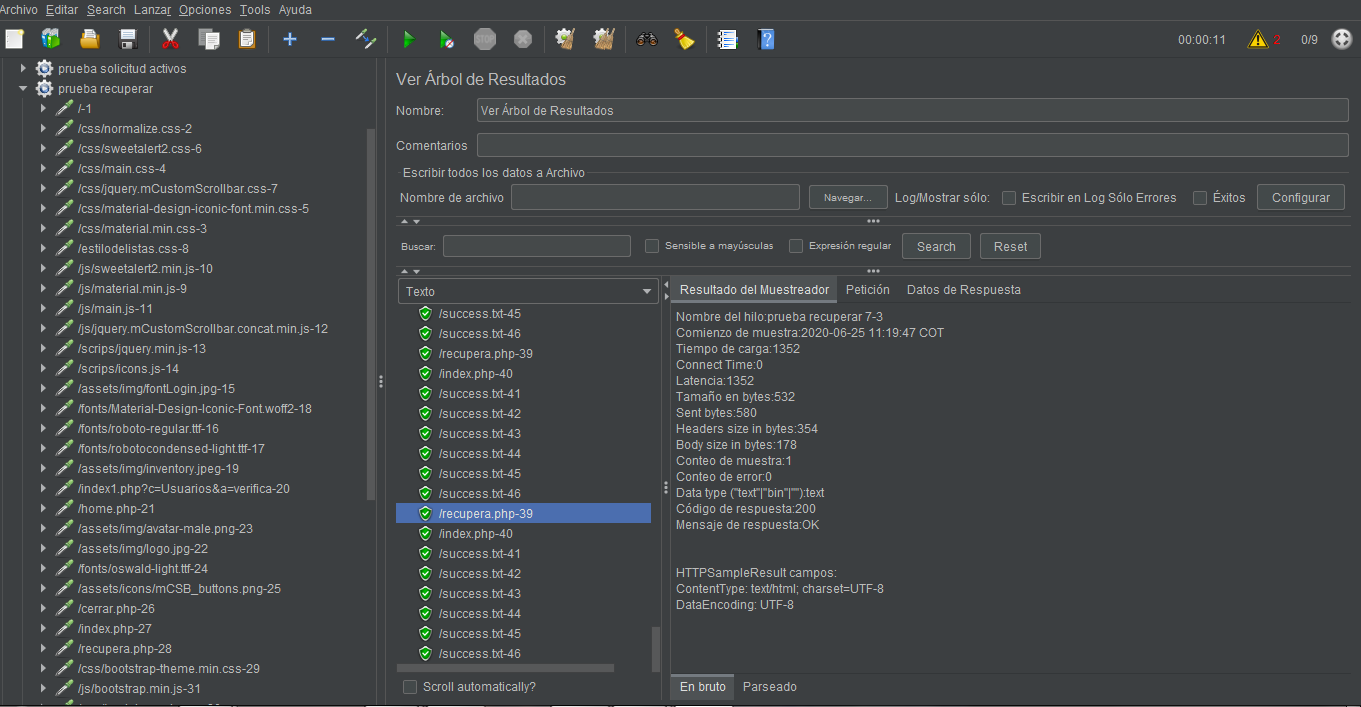 Archivo Editar Search Lanzar Opciones Tools Ayuda
STOP
00:00:11 2 0/9
prueba solicitud activos
prueba recuperar
/-1
/css/normalize.css-2
/css/sweetalert2.css-6
/css/main.css-4
/css/jquery.mCustomScrollbar.css-7
/css/material-design-iconic-font.min.css-5
/css/material.min.css-3
/estilodelistas.css-8
/js/sweetalert2.min.js-10
/js/material.min.js-9
/js/main.js-11
/js/jquery.mCustomScrollbar.concat.min.js-12
/scrips/jquery.min.js-13
/scrips/icons.js-14
/assets/img/fontLogin.jpg-15
/fonts/Material-Design-Iconic-Font.woff2-18
/fonts/roboto-regular.ttf-16
/fonts/robotocondensed-light.ttf-17
/assets/img/inventory.jpeg-19
/index1.php?c=Usuarios&a=verifica-20
/home.php-21
/assets/img/avatar-male.png-23
/assets/img/logo.jpg-22
/fonts/oswald-light.ttf-24
/assets/icons/mCSB_buttons.png-25
/cerrar.php-26
/index.php-27
/recupera.php-28
/css/bootstrap-theme.min.css-29
/js/bootstrap.min.js-31
Ver Árbol de Resultados
Nombre: Ver Árbol de Resultados
Comentarios
Escribir todos los datos a Archivo
Nombre de archivo Navegar... Log/Mostrar sólo: Escribir en Log Sólo Errores Éxitos Configurar
Buscar: Sensible a mayúsculas Expresión regular Search Reset
Texto
/success.txt-45
/success.txt-46
/recupera.php-39
/index.php-40
/success.txt-41
/success.txt-42
/success.txt-43
/success.txt-44
/success.txt-45
/success.txt-46
/recupera.php-39
/index.php-40
/success.txt-41
/success.txt-42
/success.txt-43
/success.txt-44
/success.txt-45
/success.txt-46
Scroll automatically?
Resultado del Muestreador Petición Datos de Respuesta
Nombre del hilo:prueba recuperar 7-3
Comienzo de muestra:2020-06-25 11:19:47 COT
Tiempo de carga:1352
Connect Time:0
Latencia:1352
Tamaño en bytes:532
Sent bytes:580
Headers size in bytes:354
Body size in bytes:178
Conteo de muestra:1
Conteo de error:0
Data type ("text"|"bin"|""):text
Código de respuesta:200
Mensaje de respuesta:OK
HTTPSampleResult campos:
ContentType: text/html; charset=UTF-8
DataEncoding: UTF-8
En bruto Parseado